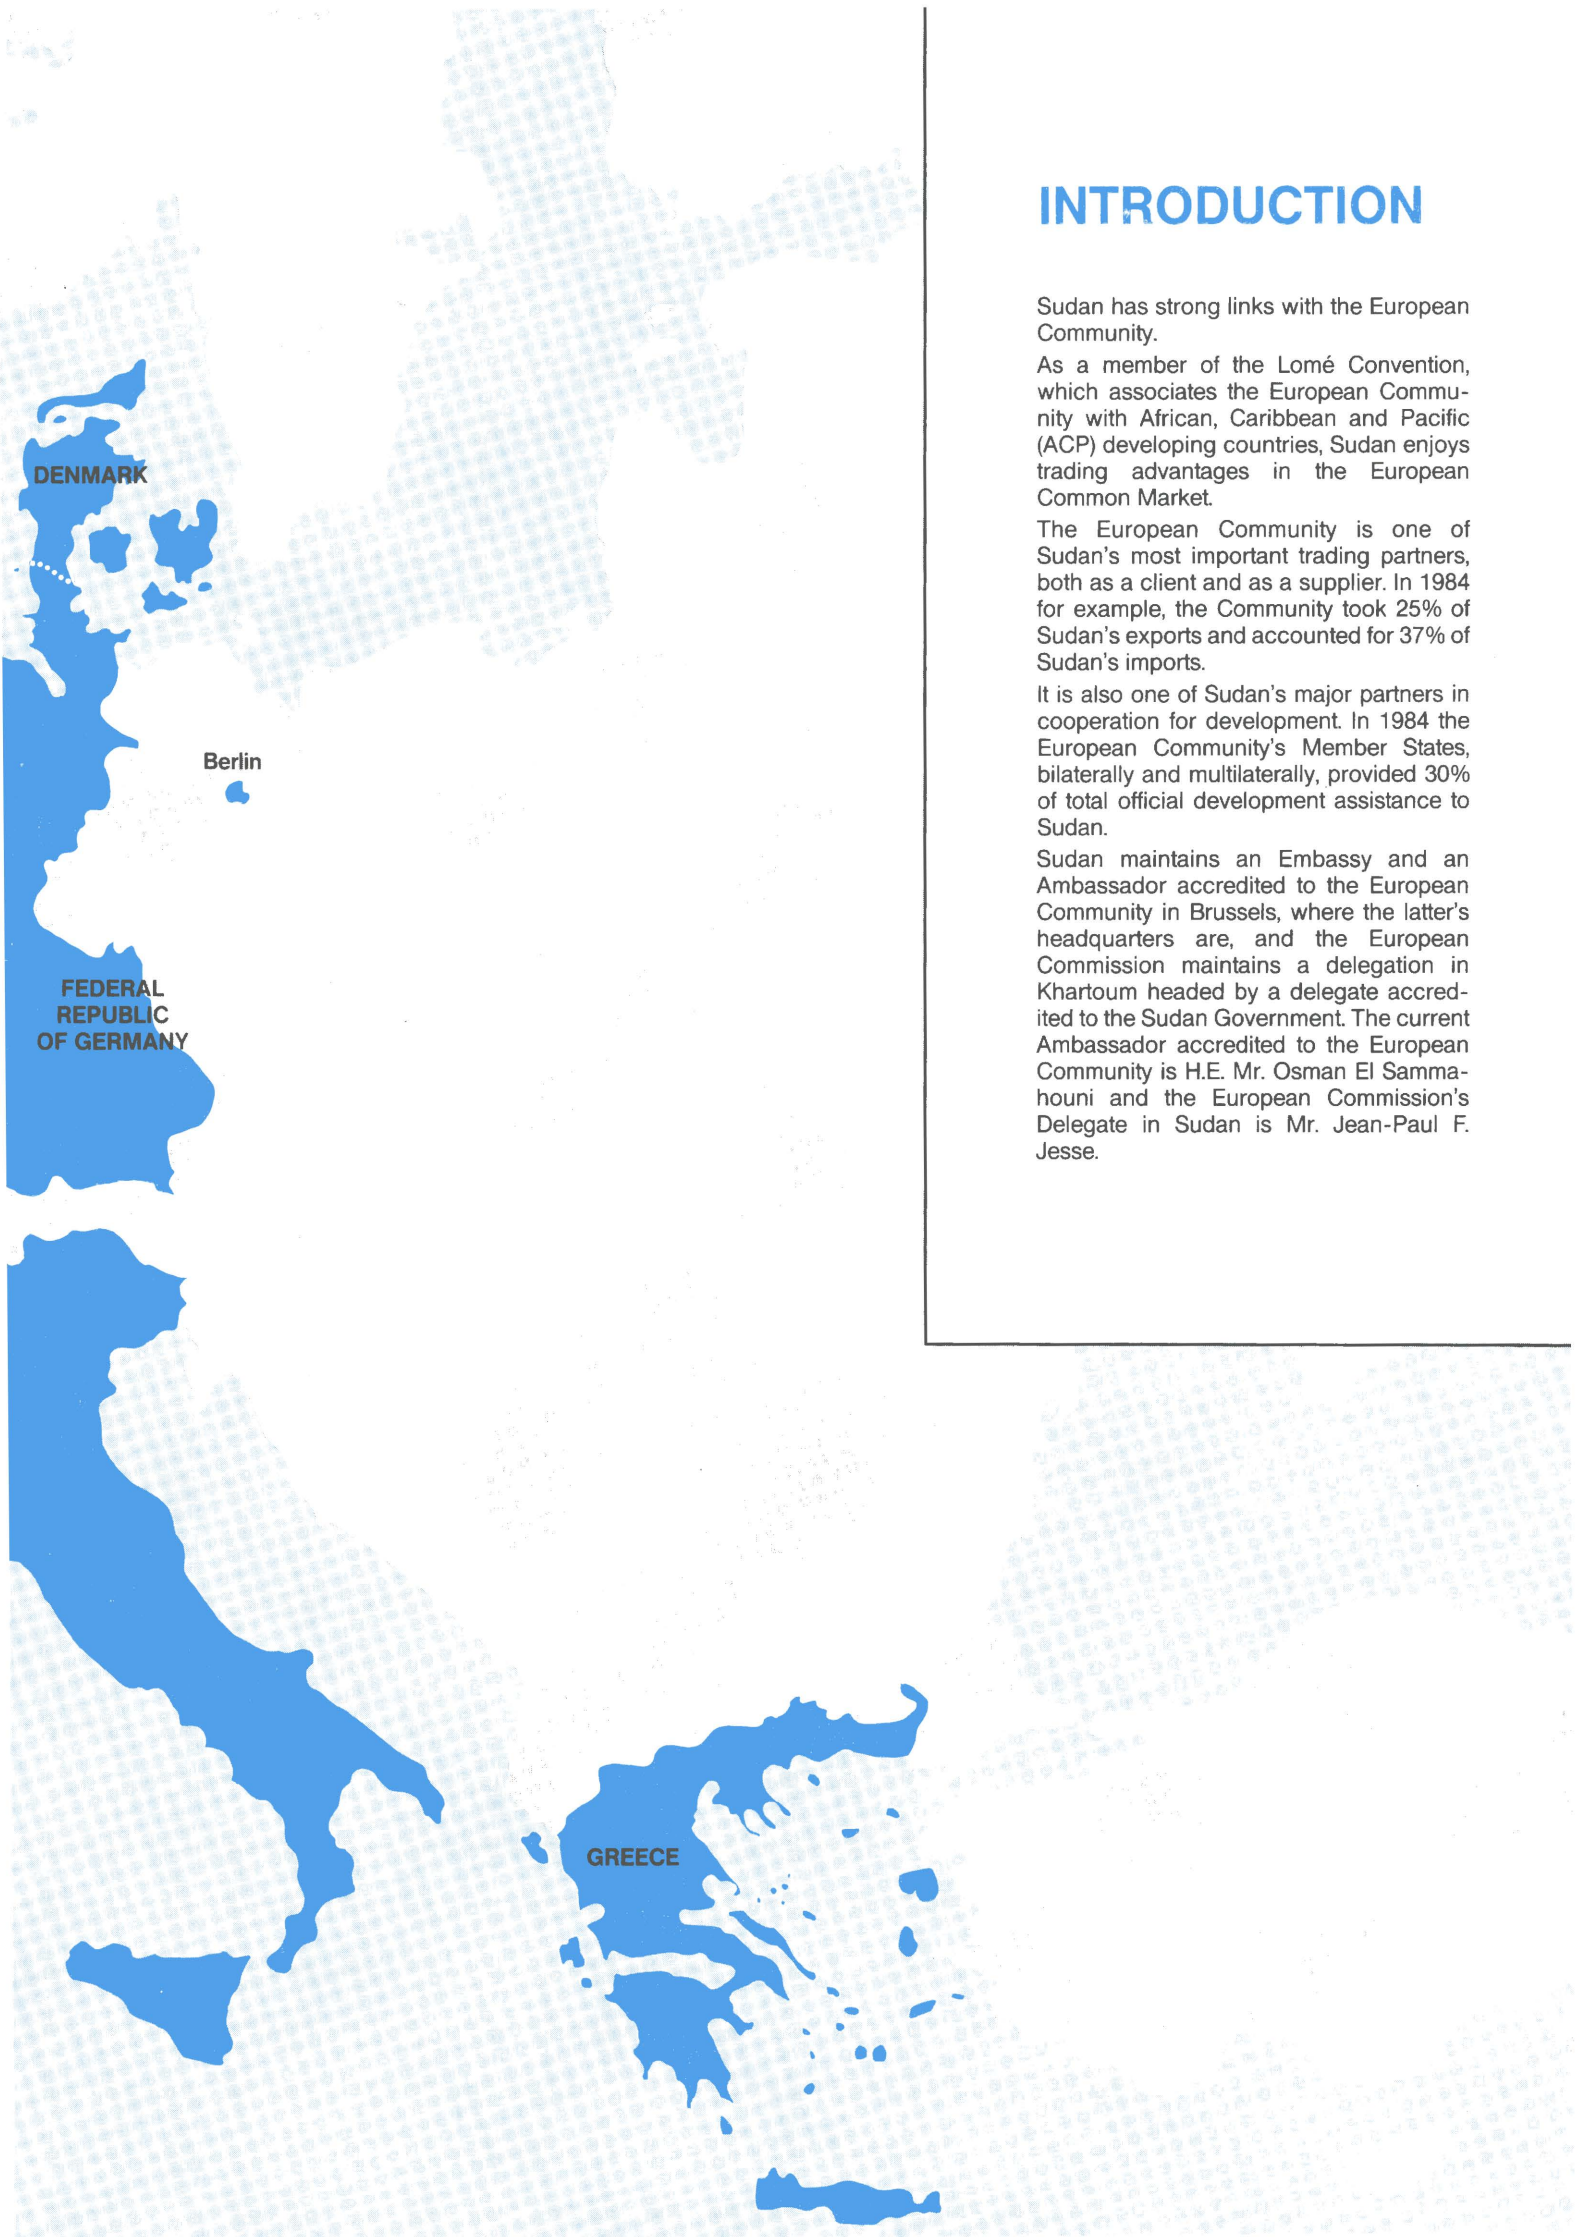 INTRODUCTION
Sudan has strong links with the European
Community.
As a member of the Lomé Convention,
which associates the European Commu-
nity with African, Caribbean and Pacific
(ACP) developing countries, Sudan enjoys
trading advantages in the European
Common Market.
The European Community is one of
Sudan's most important trading partners,
both as a client and as a supplier. In 1984
for example, the Community took 25% of
Sudan's exports and accounted for 37% of
Sudan's imports.
It is also one of Sudan's major partners in
cooperation for development. In 1984 the
European Community's Member States,
bilaterally and multilaterally, provided 30%
of total official development assistance to
Sudan.
Sudan maintains an Embassy and an
Ambassador accredited to the European
Community in Brussels, where the latter's
headquarters are, and the European
Commission maintains a delegation in
Khartoum headed by a delegate accred-
ited to the Sudan Government. The current
Ambassador accredited to the European
Community is H.E. Mr. Osman El Samma-
houni and the European Commission's
Delegate in Sudan is Mr. Jean-Paul F.
Jesse.
DENMARK
Berlin
FEDERAL
REPUBLIC
OF GERMANY
GREECE